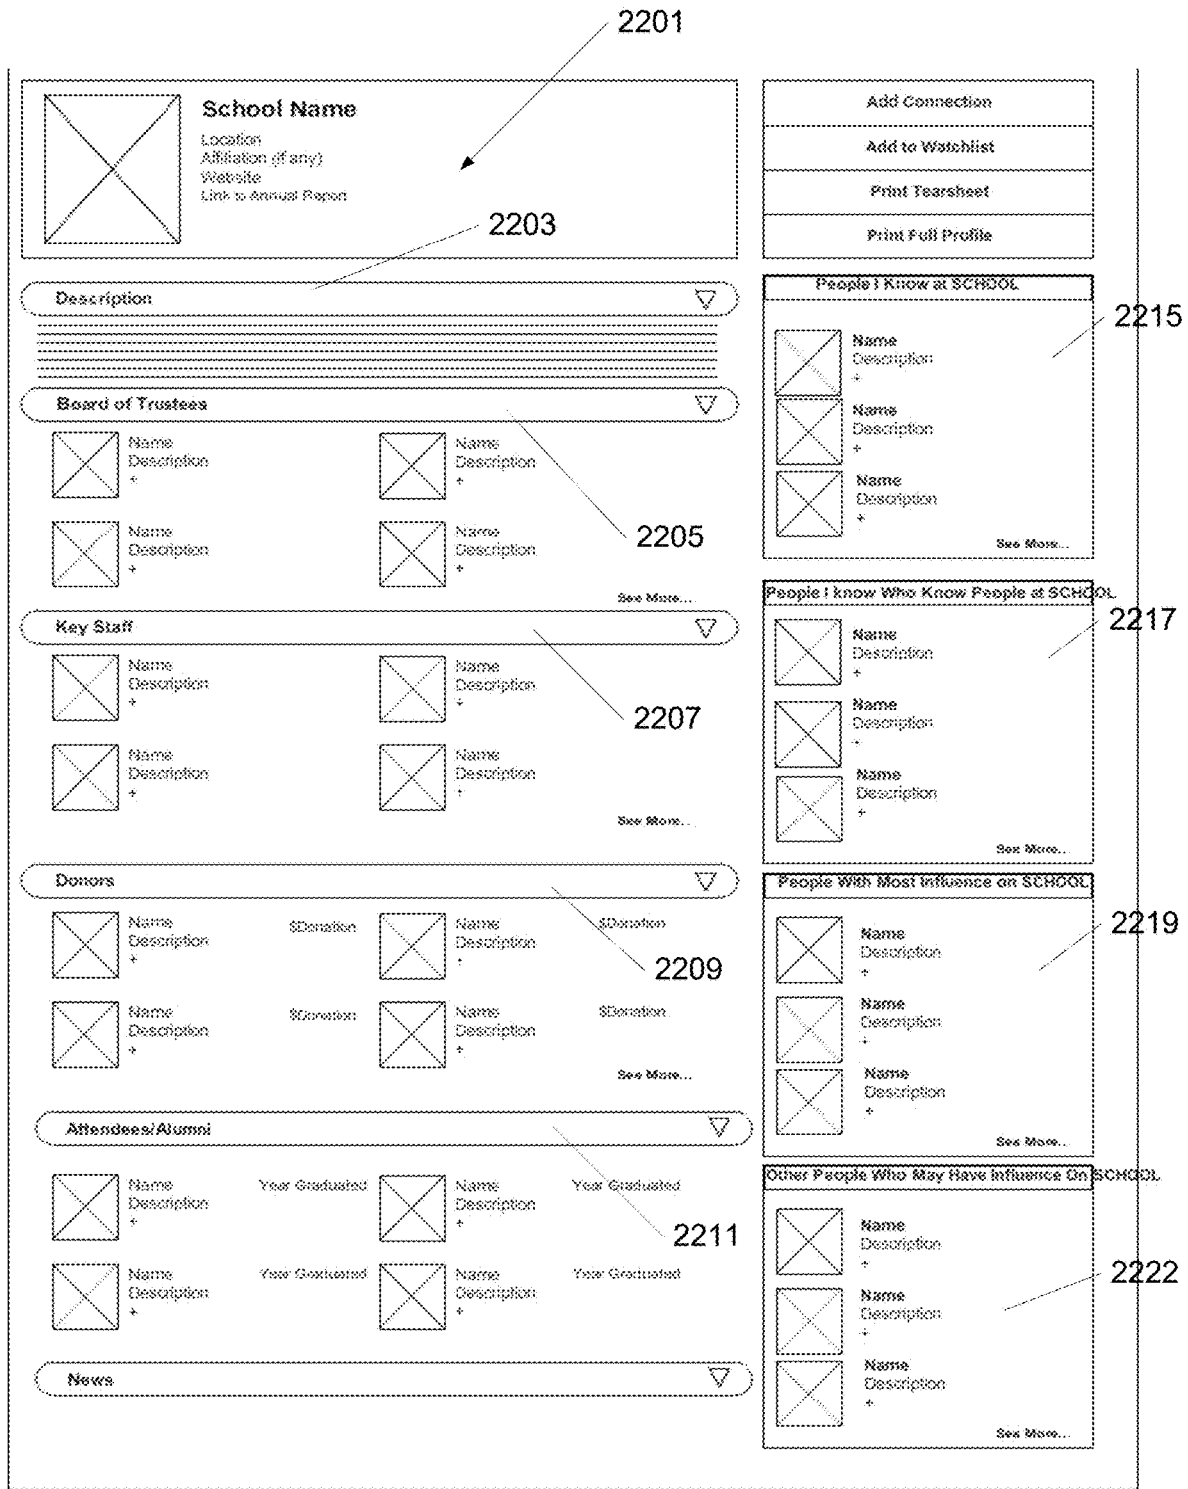 2201
School Name
Location
Affiliation (if any)
Website
Link to Annual Report
2203
Description
Board of Trustees
Name
Description
+
Name
Description
+
Name
Description
+
Name
Description
+
2205
See More...
Key Staff
Name
Description
+
Name
Description
+
2207
Name
Description
+
Name
Description
+
See More...
Donors
Name
Description
+
$Donation
Name
Description
+
$Donation
2209
Name
Description
+
$Donation
Name
Description
+
$Donation
See More...
Attendees/Alumni
Name
Description
+
Year Graduated
Name
Description
+
Year Graduated
2211
Name
Description
+
Year Graduated
Name
Description
+
Year Graduated
News
Add Connection
Add to Watchlist
Print Tearsheet
Print Full Profile
People I Know at SCHOOL
2215
Name
Description
+
Name
Description
+
Name
Description
+
See More...
People I know Who Know People at SCHOOL
2217
Name
Description
+
Name
Description
+
Name
Description
+
See More...
People With Most Influence on SCHOOL
2219
Name
Description
+
Name
Description
+
Name
Description
+
See More...
Other People Who May Have Influence On SCHOOL
Name
Description
+
2222
Name
Description
+
Name
Description
+
See More...